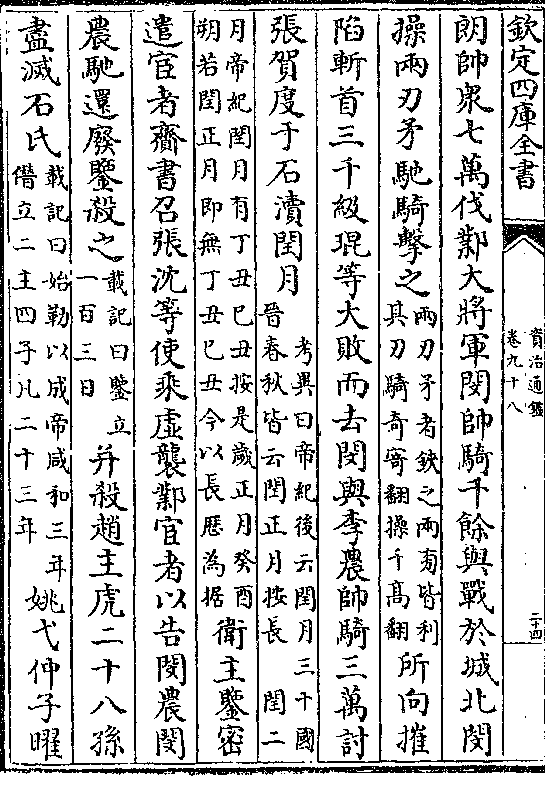 欽定四庫全書
資治通鑑
卷九十八
二十四
朗帥衆七萬伐鄴大將軍閔帥騎千餘與戰於城北閔
操兩刃矛馳騎擊之兩刃矛者鋏之兩旁皆利其刃騎奇寄翻操千髙翻所向摧
陷斬首三千級琨等大敗而去閔與李農帥騎三萬討
張賀度于石瀆閏月考異曰帝紀後云閏月三十國晉春秋皆云閏正月按長 閏二
月帝紀閏月有丁丑巳丑按是歲正月癸酉朔若閏正月即無丁丑巳丑今以長歴為据衛主鑒密
遣宦者齎書召張沈等使乘虚襲鄴宦者以告閔農閔
農馳還廢鑒殺之載記曰鑒立一百三日并殺趙主虎二十八孫
盡滅石氏載記曰始勒以成帝咸和三年僭立二主四子凡二十三年姚弋仲子曜